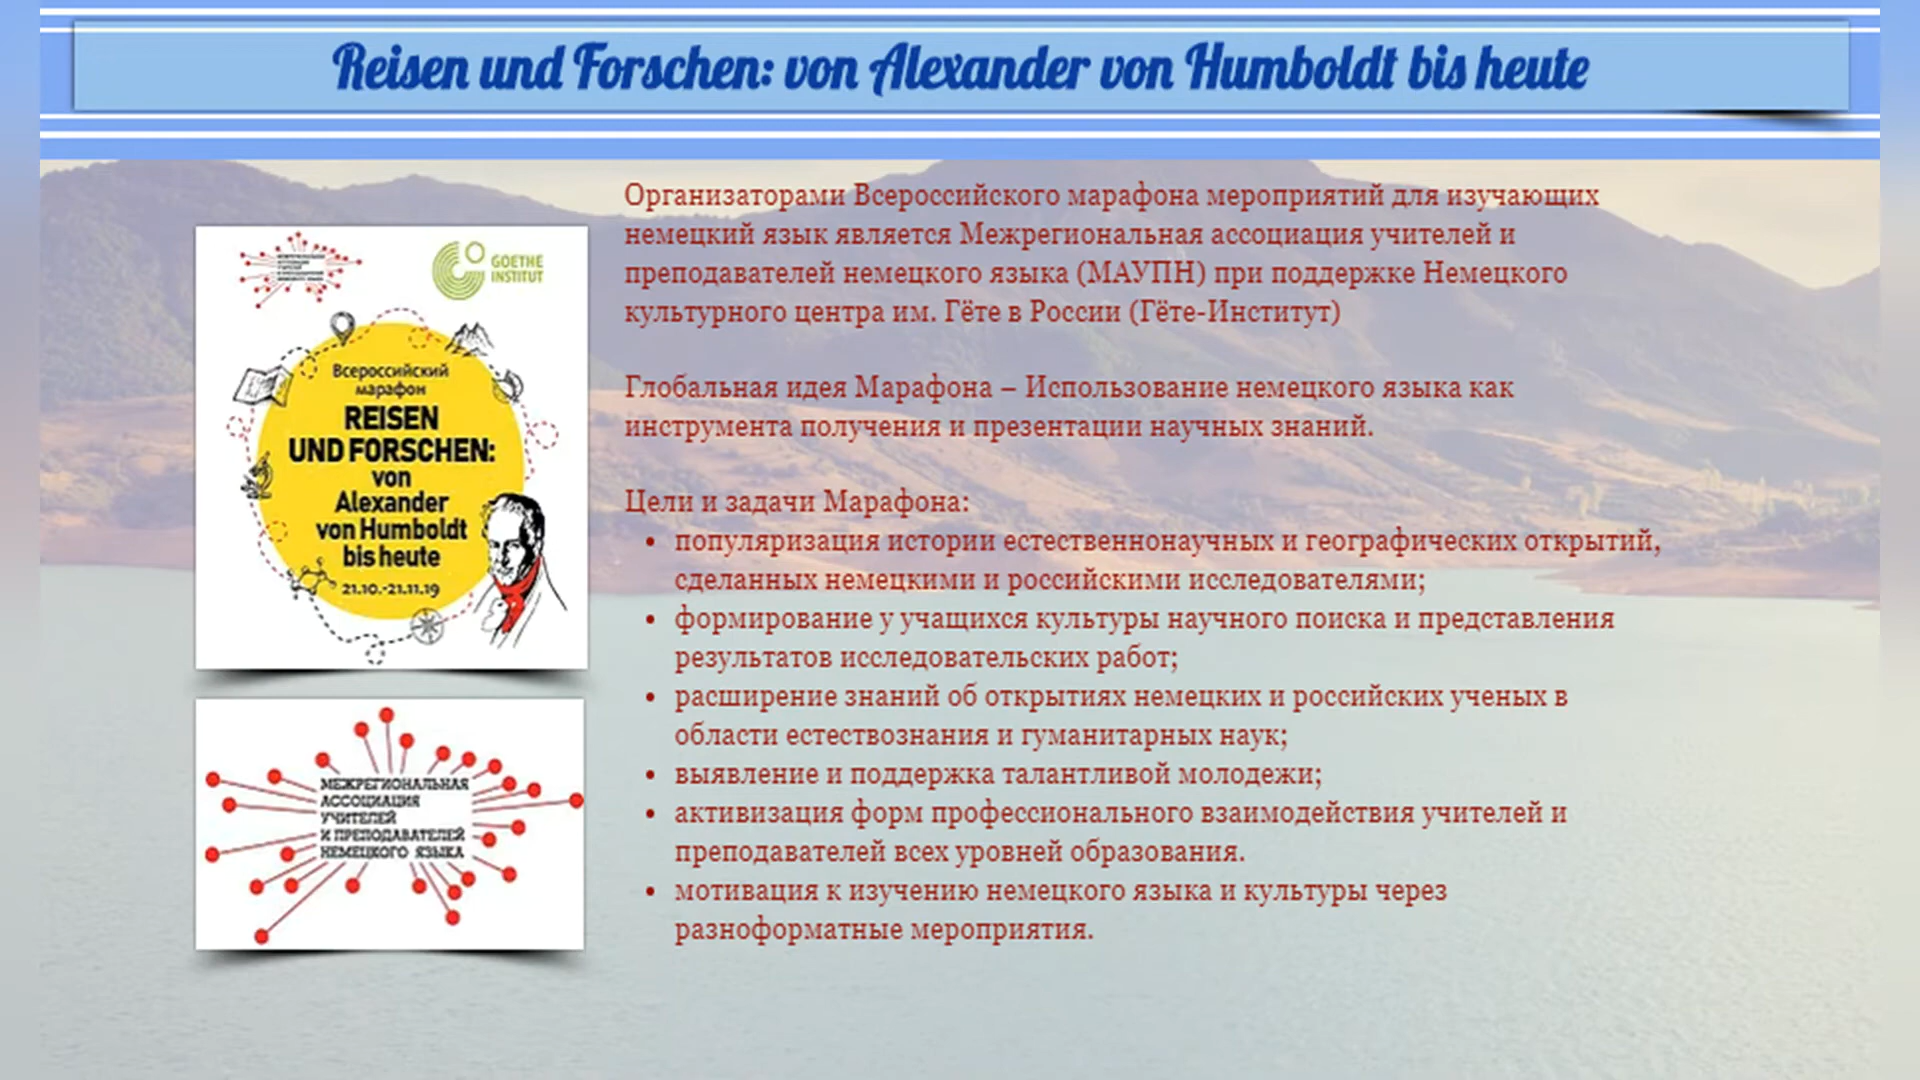 Reisen und Forschen: von Alexander von Humboldt bis heute
GOETHE
INSTITUT
Всероссийский
марафон
REISEN
UND FORSCHEN:
von
Alexander
von Humboldt
bis heute
21.10.-21.11.19
МЕЖРЕГИОНАЛЬНАЯ
АССОЦИАЦИЯ
УЧИТЕЛЕЙ
И ПРЕПОДАВАТЕЛЕЙ
НЕМЕЦКОГО ЯЗЫКА
Организаторами Всероссийского марафона мероприятий для изучающих
немецкий язык является Межрегиональная ассоциация учителей и
преподавателей немецкого языка (МАУПН) при поддержке Немецкого
культурного центра им. Гёте в России (Гёте-Институт)
Глобальная идея Марафона – Использование немецкого языка как
инструмента получения и презентации научных знаний.
Цели и задачи Марафона:
• популяризация истории естественнонаучных и географических открытий,
сделанных немецкими и российскими исследователями;
• формирование у учащихся культуры научного поиска и представления
результатов исследовательских работ;
• расширение знаний об открытиях немецких и российских ученых в
области естествознания и гуманитарных наук;
• выявление и поддержка талантливой молодежи;
• активизация форм профессионального взаимодействия учителей и
преподавателей всех уровней образования.
• мотивация к изучению немецкого языка и культуры через
разноформатные мероприятия.